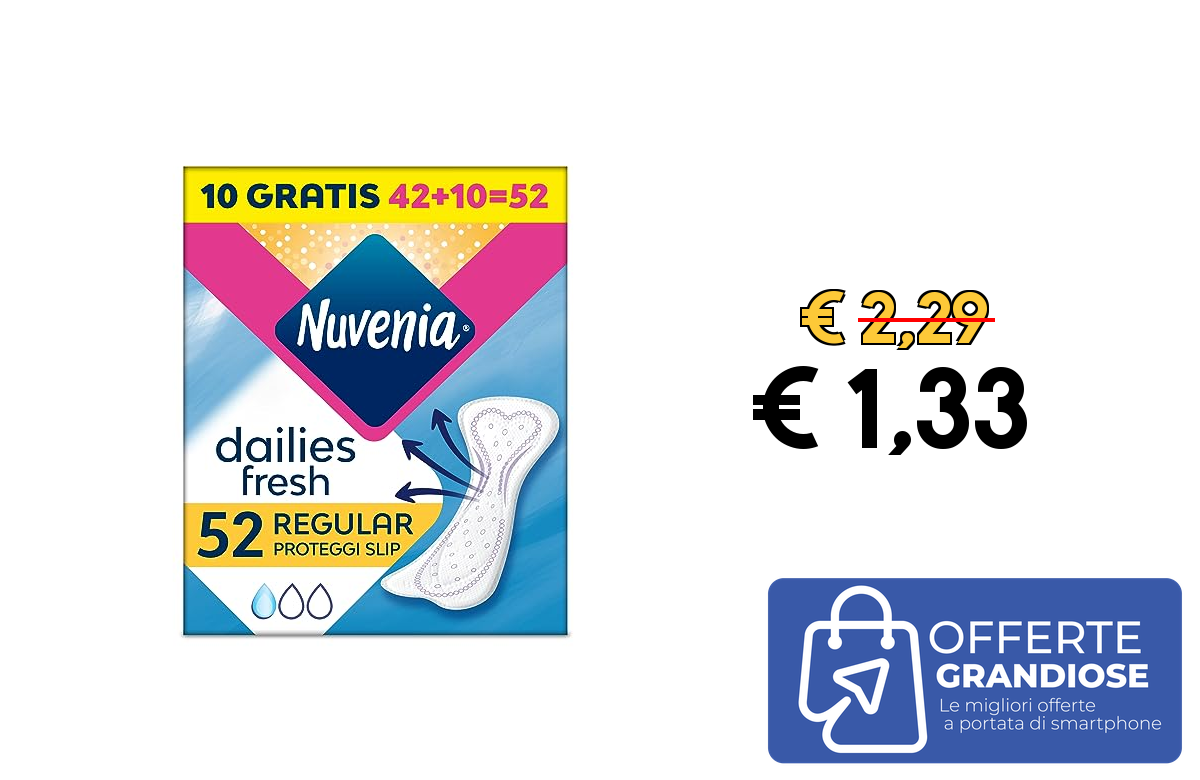 10 GRATIS 42+10=52
Nuvenia®
dailies
fresh
52 REGULAR
PROTEGGI SLIP
€ 2,29
€ 1,33
OFFERTE
GRANDIOSE
Le migliori offerte
a portata di smartphone